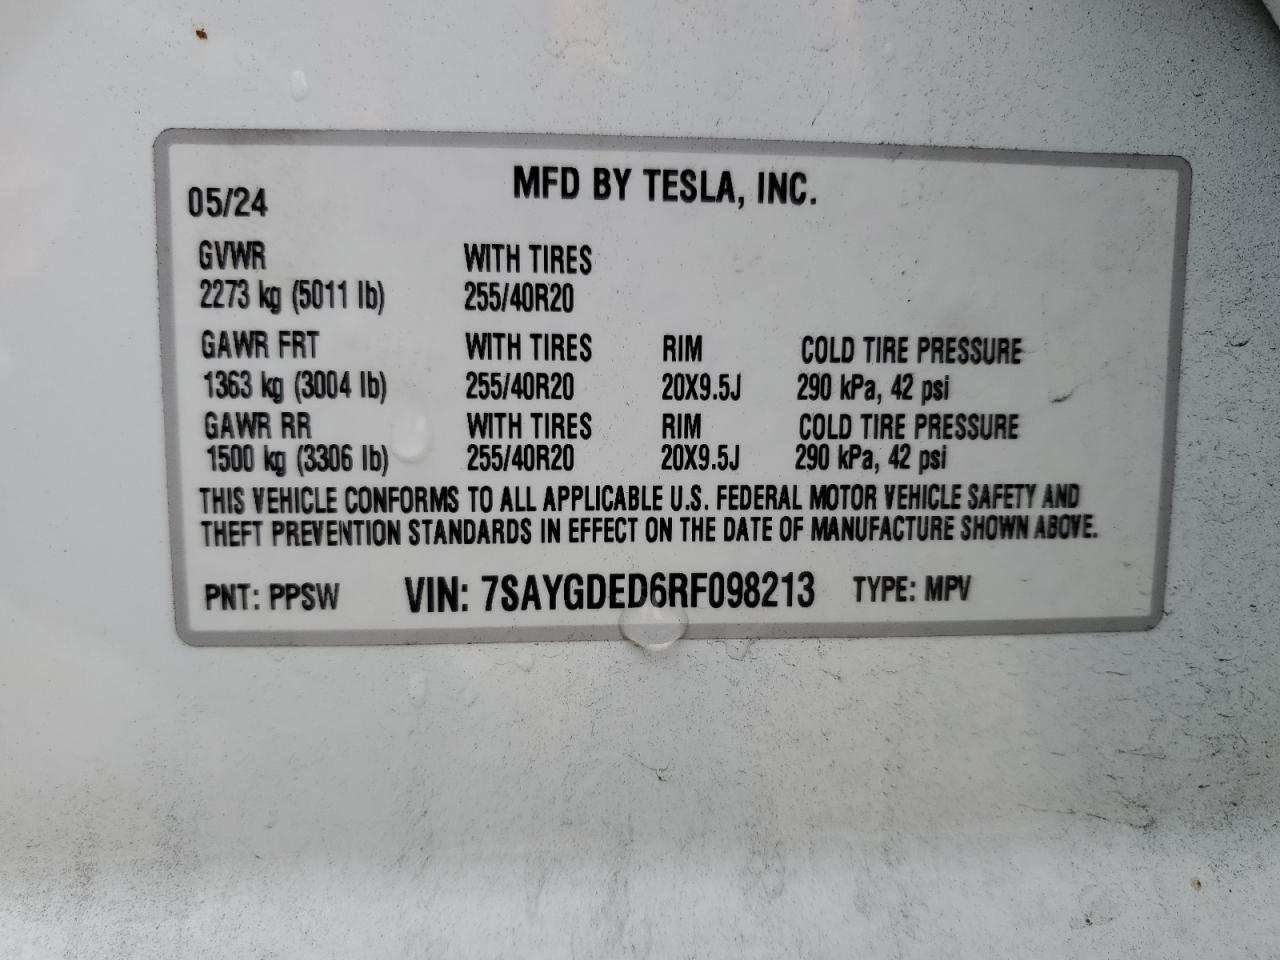 MFD BY TESLA, INC.
05/24
GVWR WITH TIRES
2273 kg (5011 lb) 255/40R20
GAWR FRT WITH TIRES RIM COLD TIRE PRESSURE
1363 kg (3004 lb) 255/40R20 20X9.5J 290 kPa, 42 psi
GAWR RR WITH TIRES RIM COLD TIRE PRESSURE
1500 kg (3306 lb) 255/40R20 20X9.5J 290 kPa, 42 psi
THIS VEHICLE CONFORMS TO ALL APPLICABLE U.S. FEDERAL MOTOR VEHICLE SAFETY AND
THEFT PREVENTION STANDARDS IN EFFECT ON THE DATE OF MANUFACTURE SHOWN ABOVE.
PNT: PPSW VIN: 7SAYGDED6RF098213 TYPE: MPV